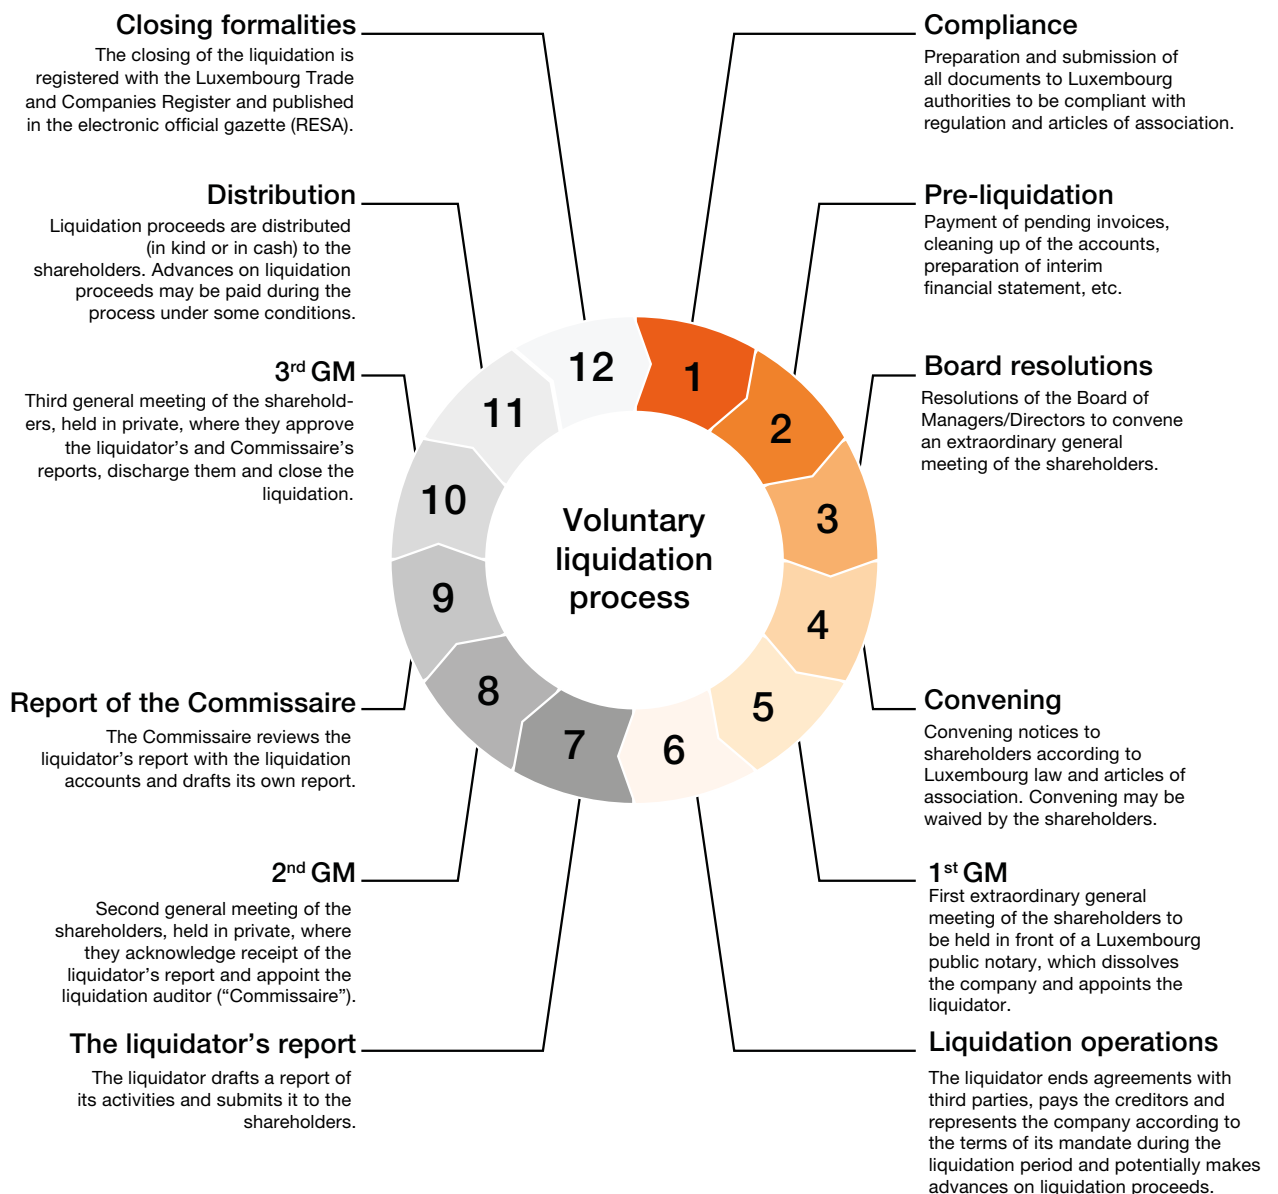 Compliance
Preparation and submission of
all documents to Luxembourg
authorities to be compliant with
regulation and articles of association.
Pre-liquidation
Payment of pending invoices,
cleaning up of the accounts,
preparation of interim
financial statement, etc.
Board resolutions
Resolutions of the Board of
Managers/Directors to convene
an extraordinary general
meeting of the shareholders.
Convening
Convening notices to
shareholders according to
Luxembourg law and articles of
association. Convening may be
waived by the shareholders.
1st GM
First extraordinary general
meeting of the shareholders to
be held in front of a Luxembourg
public notary, which dissolves
the company and appoints the
liquidator.
Liquidation operations
The liquidator ends agreements with
third parties, pays the creditors and
represents the company according to
the terms of its mandate during the
liquidation period and potentially makes
advances on liquidation proceeds.
The liquidator’s report
The liquidator drafts a report of
its activities and submits it to the
shareholders.
2nd GM
Second general meeting of the
shareholders, held in private, where
they acknowledge receipt of the
liquidator’s report and appoint the
liquidation auditor (“Commissaire”).
Report of the Commissaire
The Commissaire reviews the
liquidator’s report with the liquidation
accounts and drafts its own report.
3rd GM
Third general meeting of the sharehold-
ers, held in private, where they approve
the liquidator’s and Commissaire’s
reports, discharge them and close the
liquidation.
Distribution
Liquidation proceeds are distributed
(in kind or in cash) to the
shareholders. Advances on liquidation
proceeds may be paid during the
process under some conditions.
Closing formalities
The closing of the liquidation is
registered with the Luxembourg Trade
and Companies Register and published
in the electronic official gazette (RESA).
1
2
3
4
5
6
7
8
9
10
11
12
Voluntary
liquidation
process